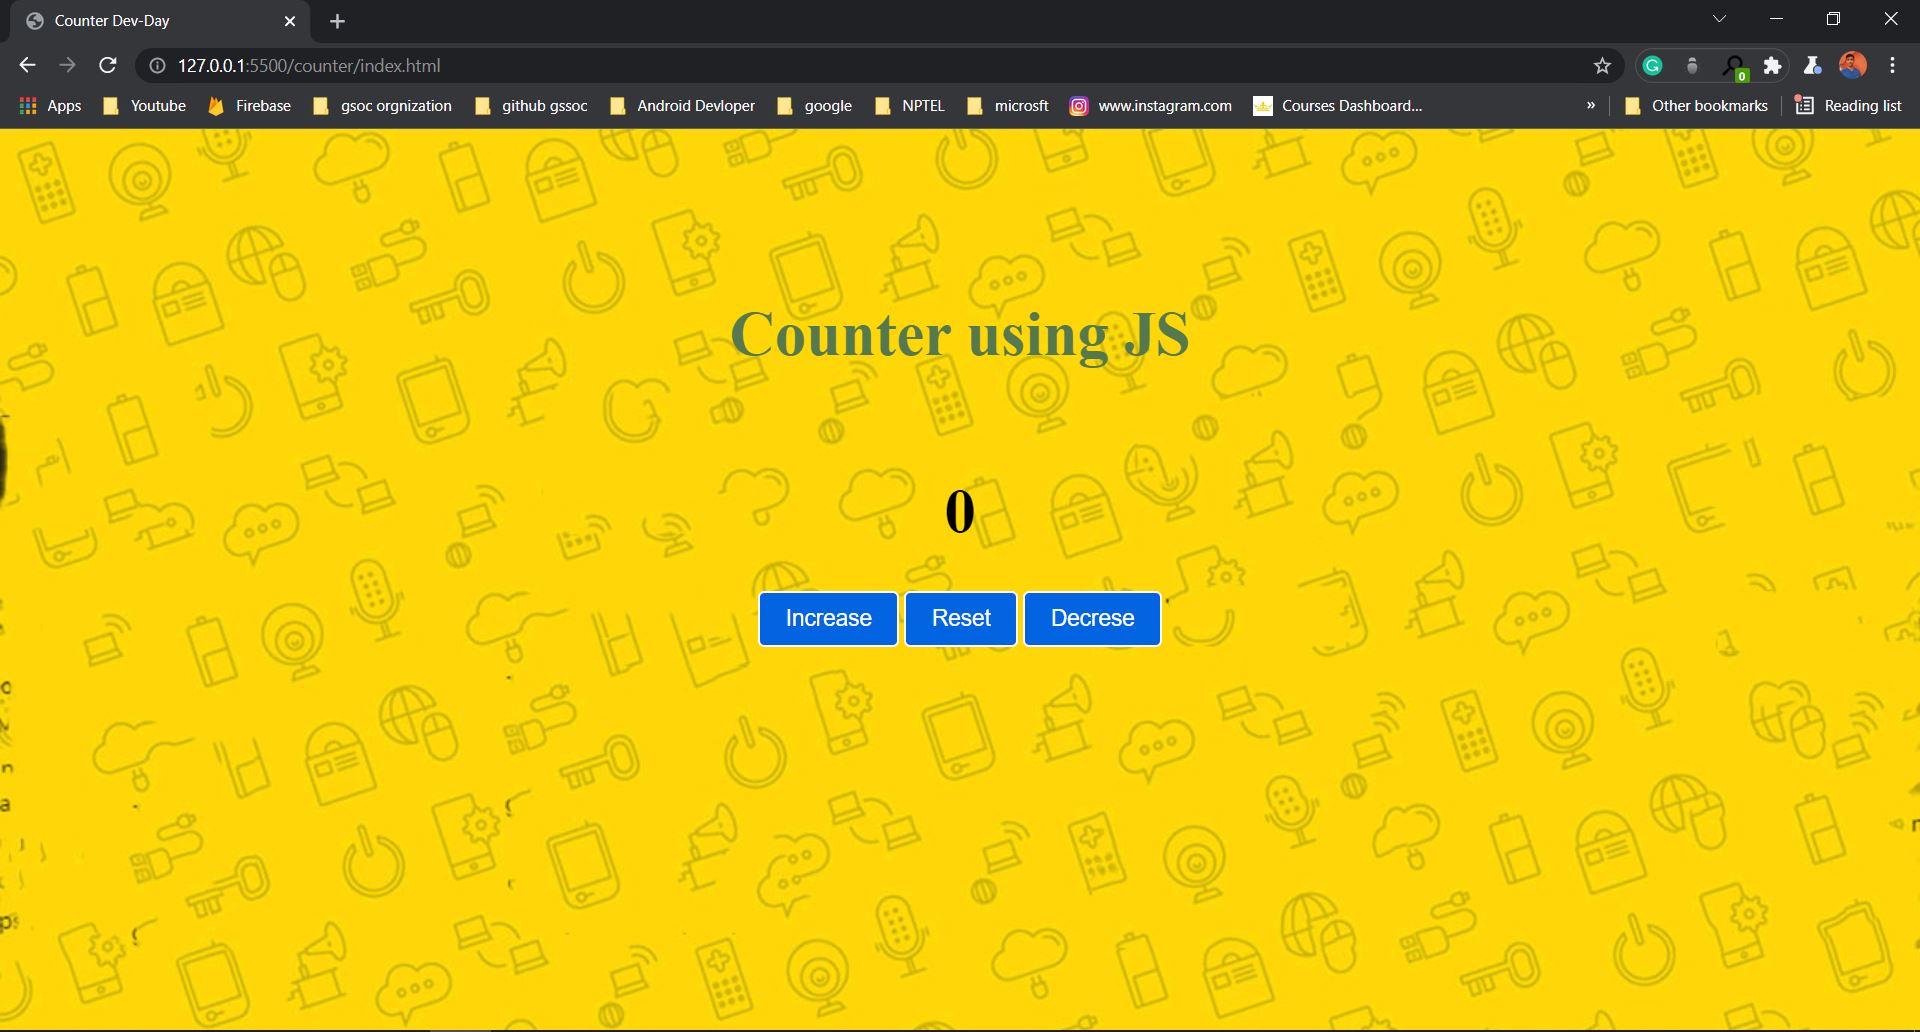 Counter Dev-Day
127.0.0.1:5500/counter/index.html
0
Apps Youtube Firebase gsoc orgnization github gssoc Android Devloper google NPTEL microsft www.instagram.com Courses Dashboard... » Other bookmarks Reading list
Counter using JS
0
Increase Reset Decrese